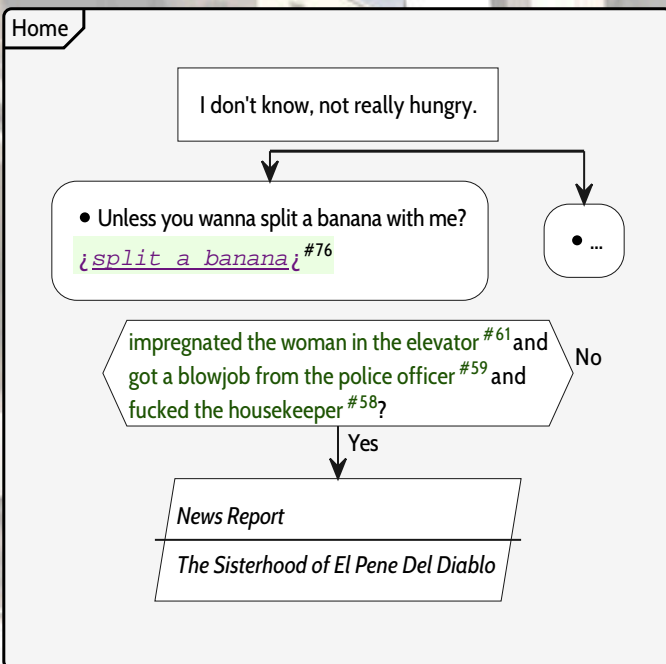 Home
I don't know, not really hungry.
• Unless you wanna split a banana with me?
¿split a banana¿#76
• ...
impregnated the woman in the elevator #61 and
got a blowjob from the police officer #59 and
fucked the housekeeper #58?
No
Yes
News Report
The Sisterhood of El Pene Del Diablo